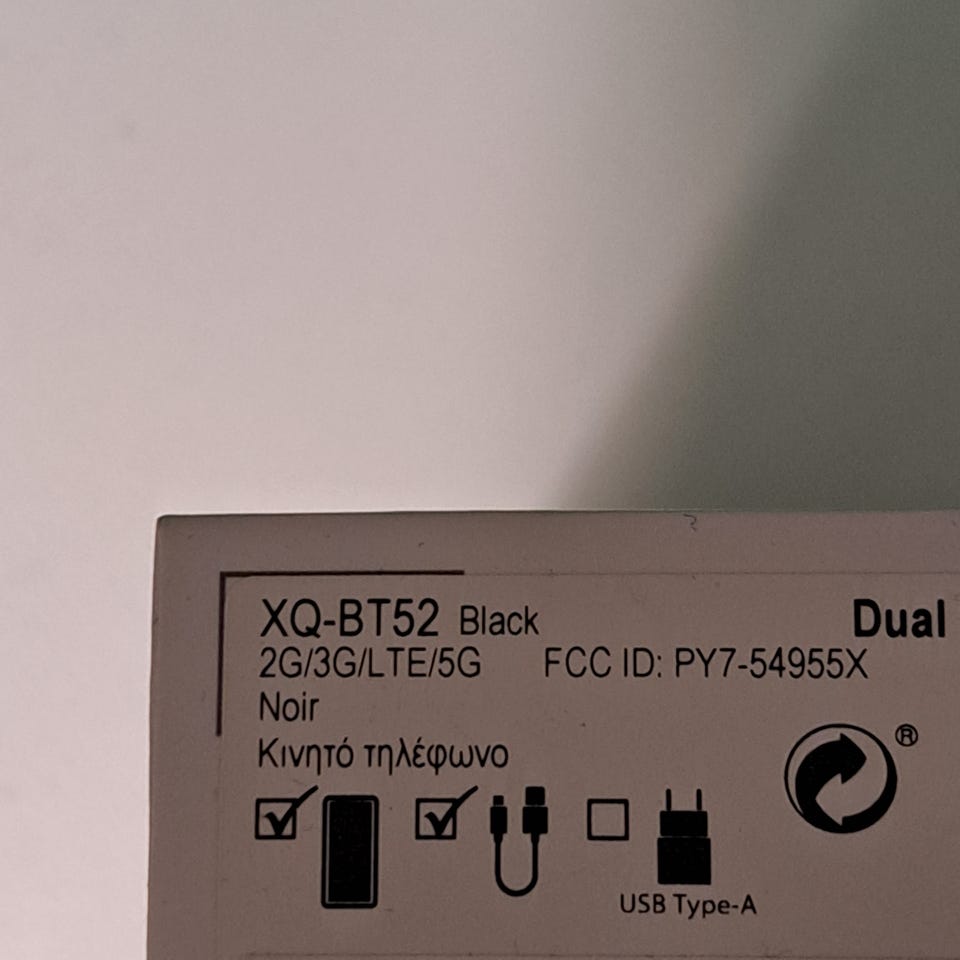 XQ-BT52 Black Dual
2G/3G/LTE/5G FCC ID: PY7-54955X
Noir
Κινητό τηλέφωνο
®
USB Type-A